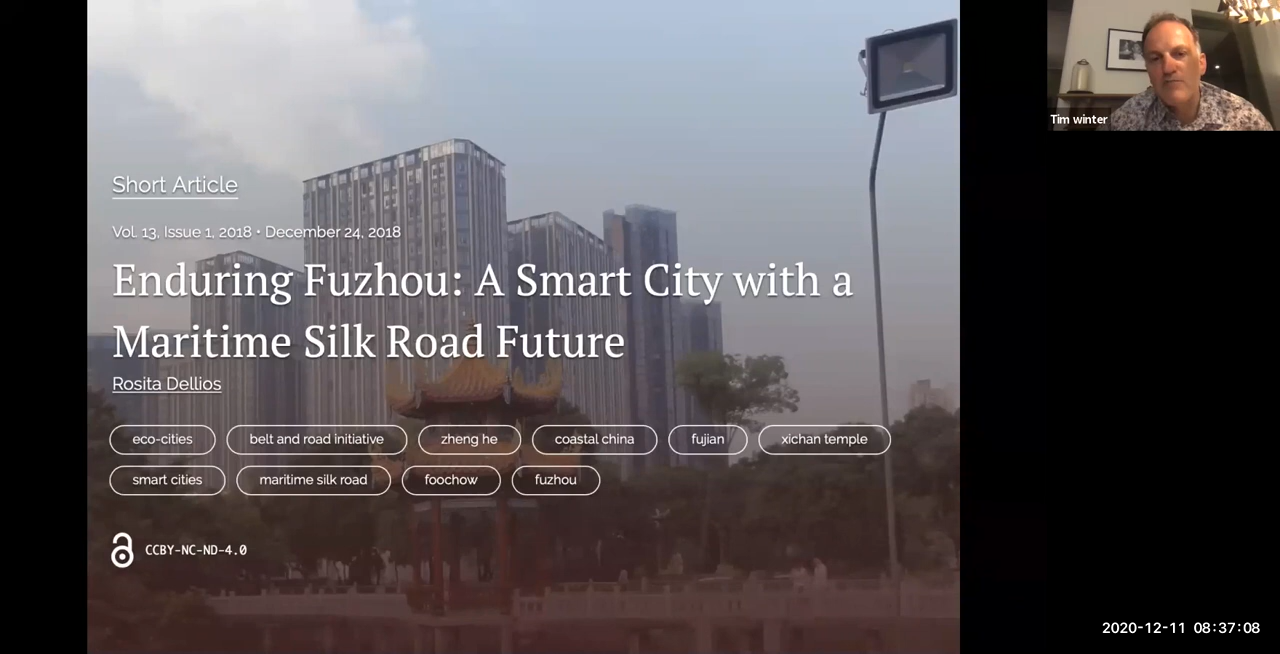 Short Article
Vol. 13, Issue 1, 2018 • December 24, 2018
Enduring Fuzhou: A Smart City with a
Maritime Silk Road Future
Rosita Dellios
eco-cities belt and road initiative zheng he coastal china fujian xichan temple
smart cities maritime silk road foochow fuzhou
CCBY-NC-ND-4.0
Tim winter
2020-12-11 08:37:08